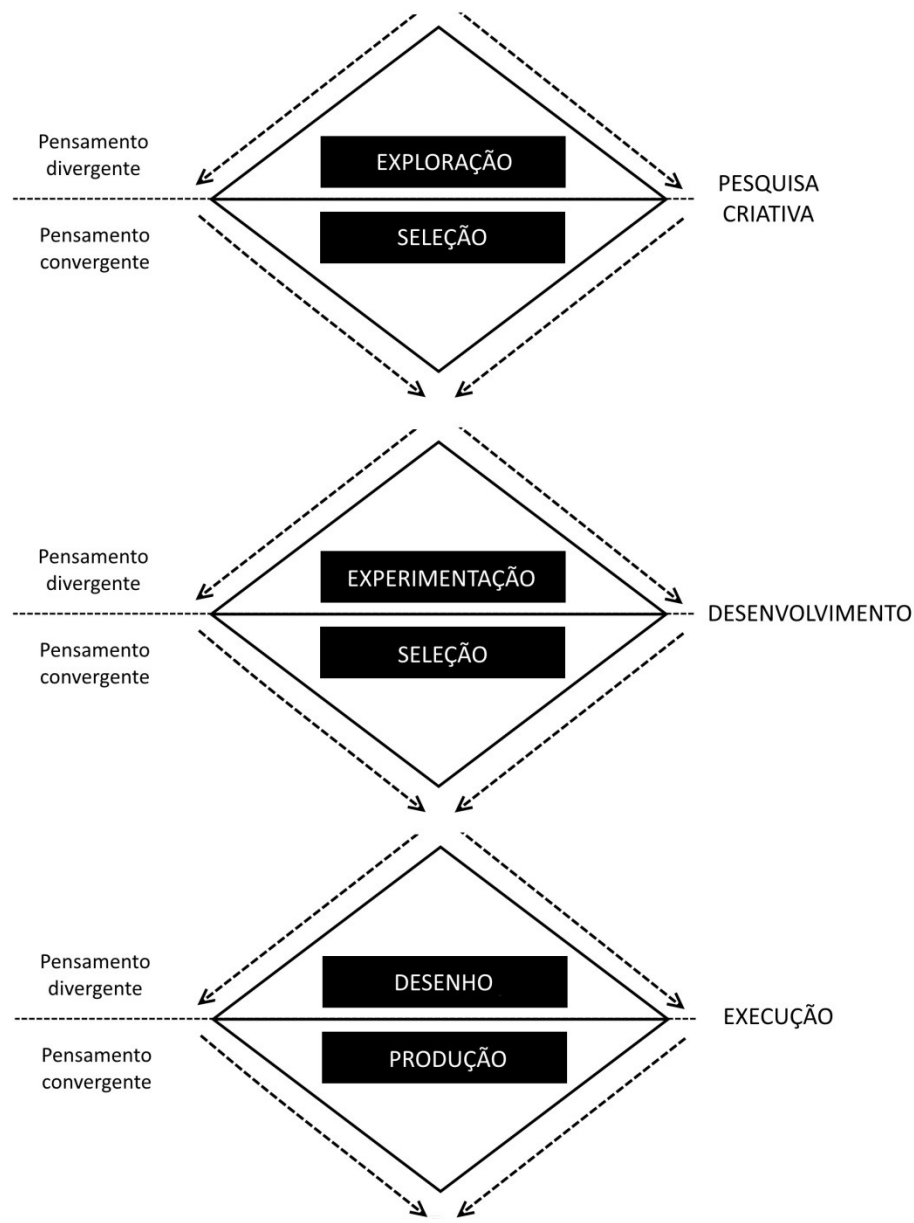 Pensamento
divergente
EXPLORAÇÃO
PESQUISA
CRIATIVA
Pensamento
convergente
SELEÇÃO
Pensamento
divergente
EXPERIMENTAÇÃO
DESENVOLVIMENTO
Pensamento
convergente
SELEÇÃO
Pensamento
divergente
DESENHO
EXECUÇÃO
Pensamento
convergente
PRODUÇÃO